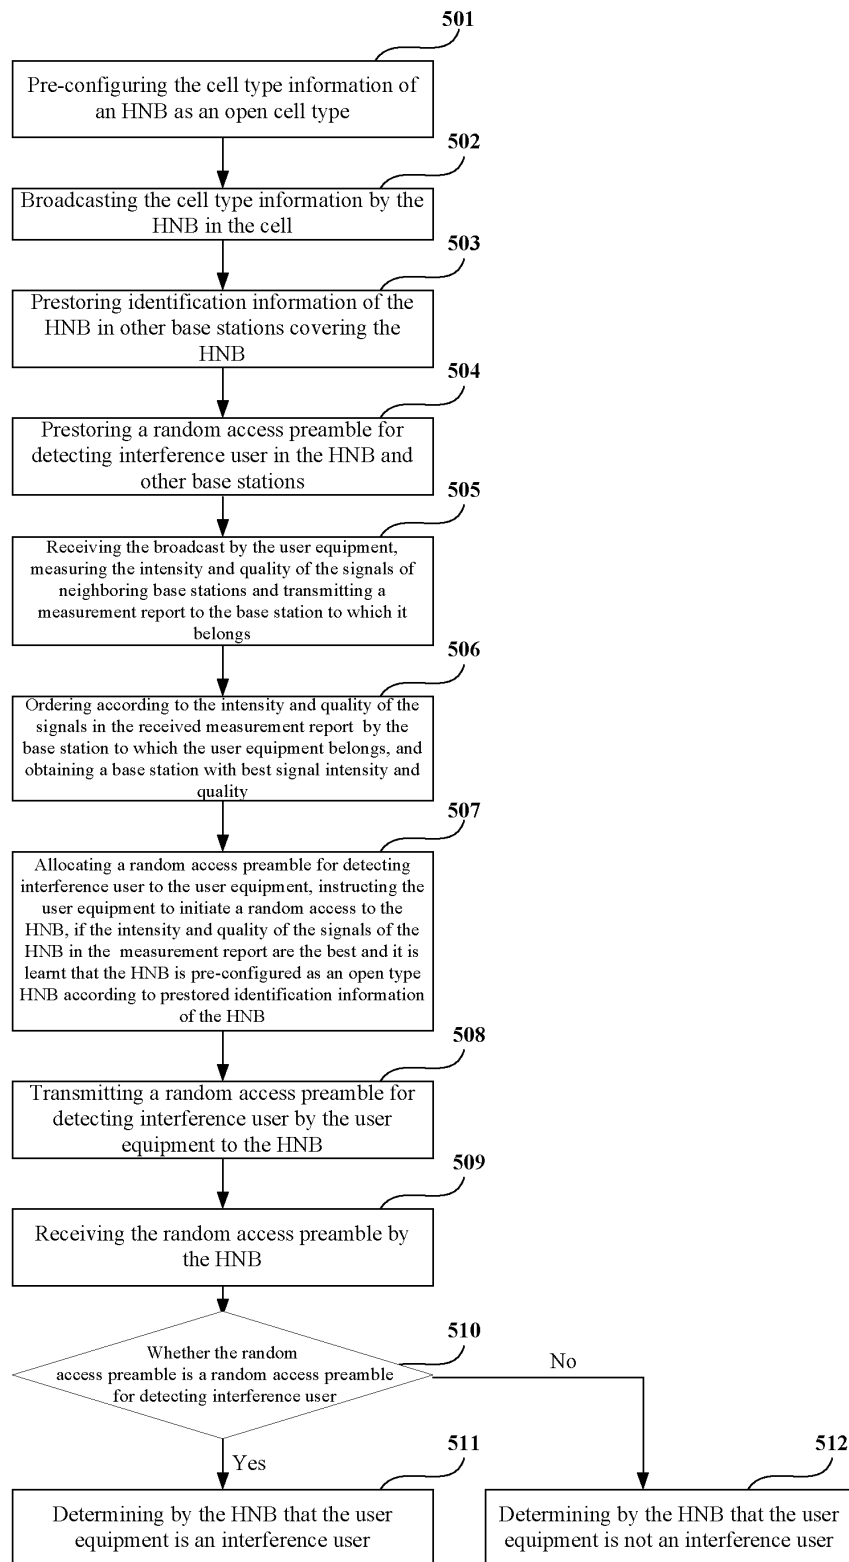 501
Pre-configuring the cell type information of
an HNB as an open cell type
502
Broadcasting the cell type information by the
HNB in the cell
503
Prestoring identification information of the
HNB in other base stations covering the
HNB
504
Prestoring a random access preamble for
detecting interference user in the HNB and
other base stations
505
Receiving the broadcast by the user equipment,
measuring the intensity and quality of the signals of
neighboring base stations and transmitting a
measurement report to the base station to which it
belongs
506
Ordering according to the intensity and quality of the
signals in the received measurement report by the
base station to which the user equipment belongs, and
obtaining a base station with best signal intensity and
quality
507
Allocating a random access preamble for detecting
interference user to the user equipment, instructing the
user equipment to initiate a random access to the
HNB, if the intensity and quality of the signals of the
HNB in the measurement report are the best and it is
learnt that the HNB is pre-configured as an open type
HNB according to prestored identification information
of the HNB
508
Transmitting a random access preamble for
detecting interference user by the user
equipment to the HNB
509
Receiving the random access preamble by
the HNB
510
Whether the random
access preamble is a random access preamble
for detecting interference user
No
Yes
511
Determining by the HNB that the user
equipment is an interference user
512
Determining by the HNB that the user
equipment is not an interference user